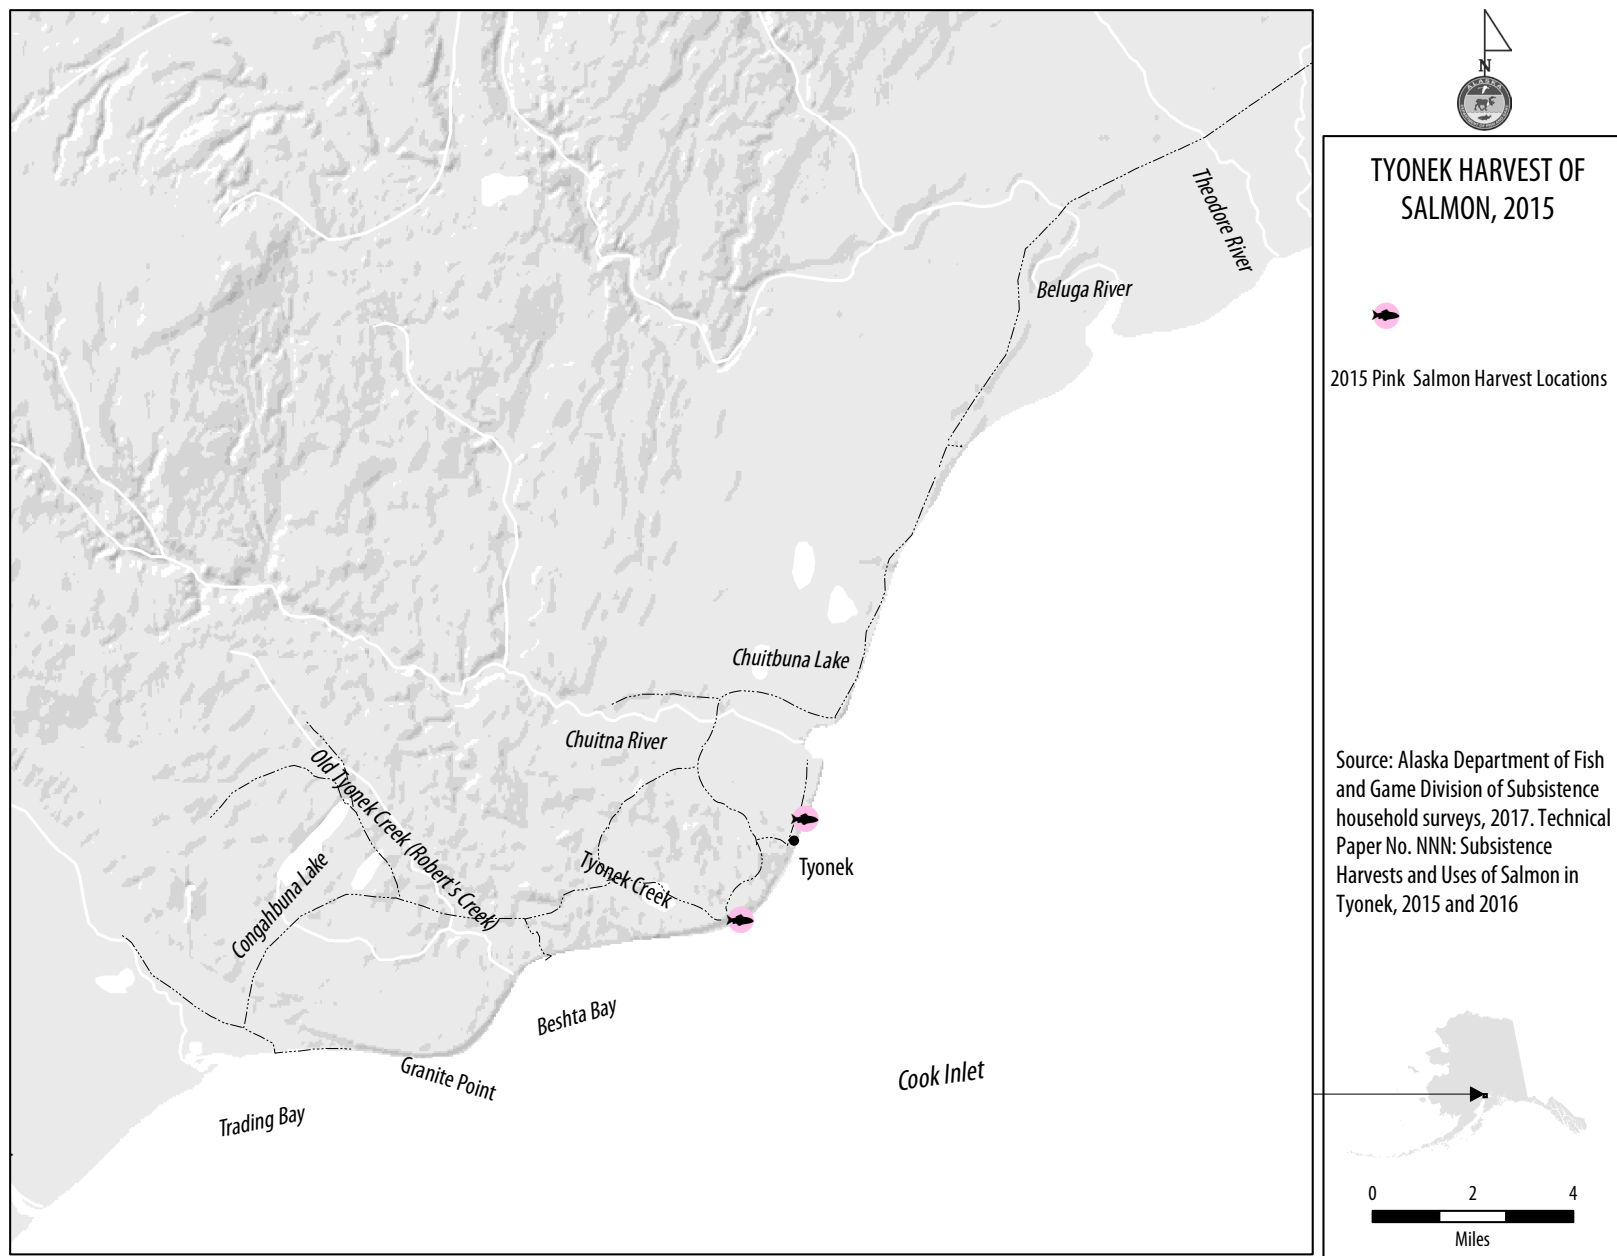 N
ALASKA
TYONEK HARVEST OF
SALMON, 2015
2015 Pink Salmon Harvest Locations
Theodore River
Beluga River
Chuitbuna Lake
Chuitna River
Old Tyonek Creek (Robert's Creek)
Congahbuna Lake
Tyonek Creek
Tyonek
Beshta Bay
Granite Point
Trading Bay
Cook Inlet
Source: Alaska Department of Fish
and Game Division of Subsistence
household surveys, 2017. Technical
Paper No. NNN: Subsistence
Harvests and Uses of Salmon in
Tyonek, 2015 and 2016
0 2 4
Miles